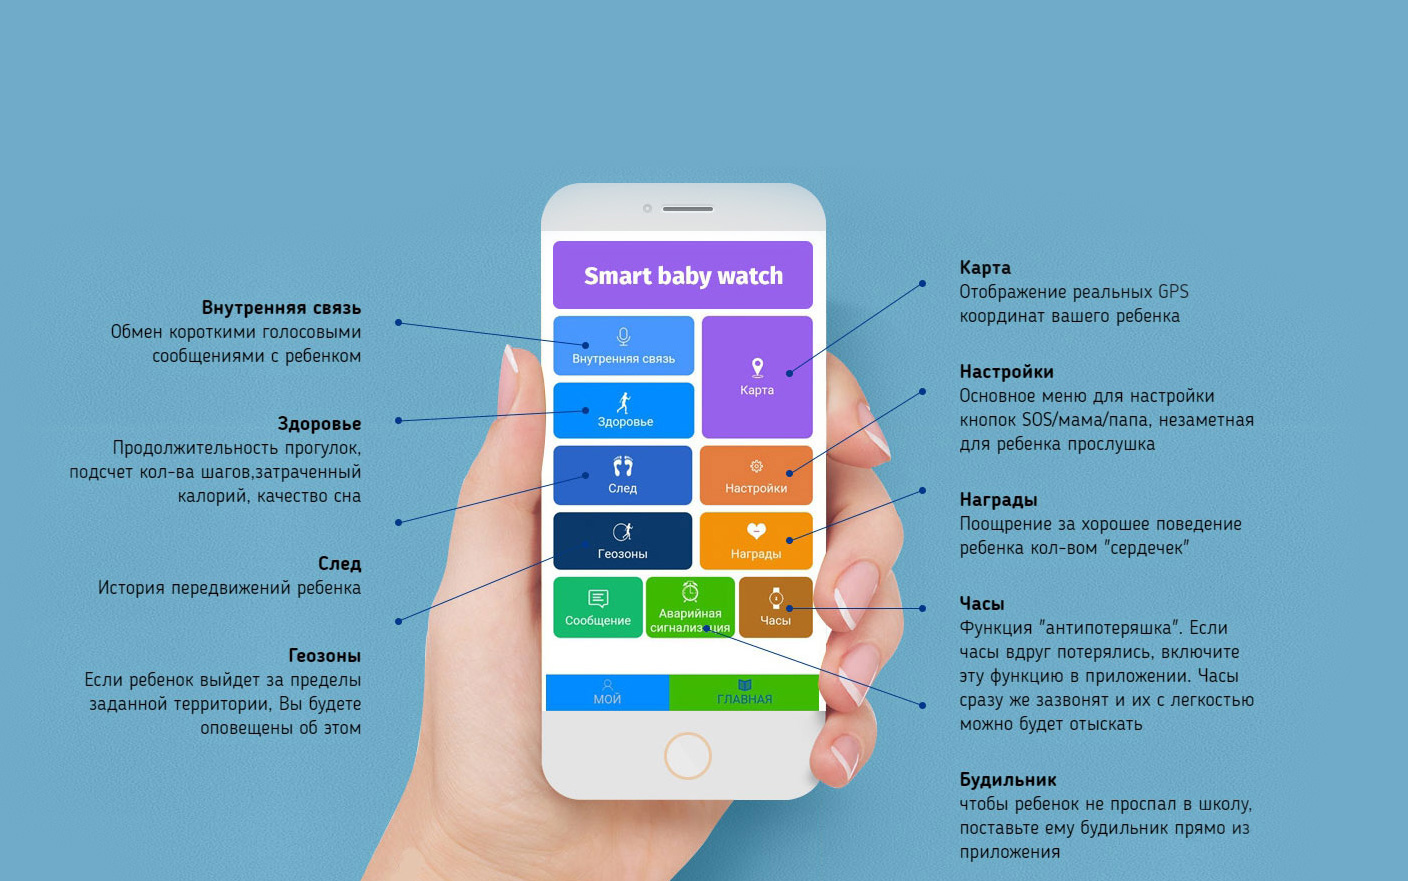 Smart baby watch
Внутренняя связь
Обмен короткими голосовыми
сообщениями с ребенком
Здоровье
Продолжительность прогулок,
подсчет кол-ва шагов,затраченный
калорий, качество сна
След
История передвижений ребенка
Геозоны
Если ребенок выйдет за пределы
заданной территории, Вы будете
оповещены об этом
Внутренняя связь
Карта
Здоровье
След
Настройки
Геозоны
Награды
Сообщение
Аварийная
сигнализация
Часы
МОЙ
ГЛАВНАЯ
Карта
Отображение реальных GPS
координат вашего ребенка
Настройки
Основное меню для настройки
кнопок SOS/мама/папа, незаметная
для ребенка прослушка
Награды
Поощрение за хорошее поведение
ребенка кол-вом "сердечек"
Часы
Функция "антипотеряшка". Если
часы вдруг потерялись, включите
эту функцию в приложении. Часы
сразу же зазвонят и их с легкостью
можно будет отыскать
Будильник
чтобы ребенок не проспал в школу,
поставьте ему будильник прямо из
приложения